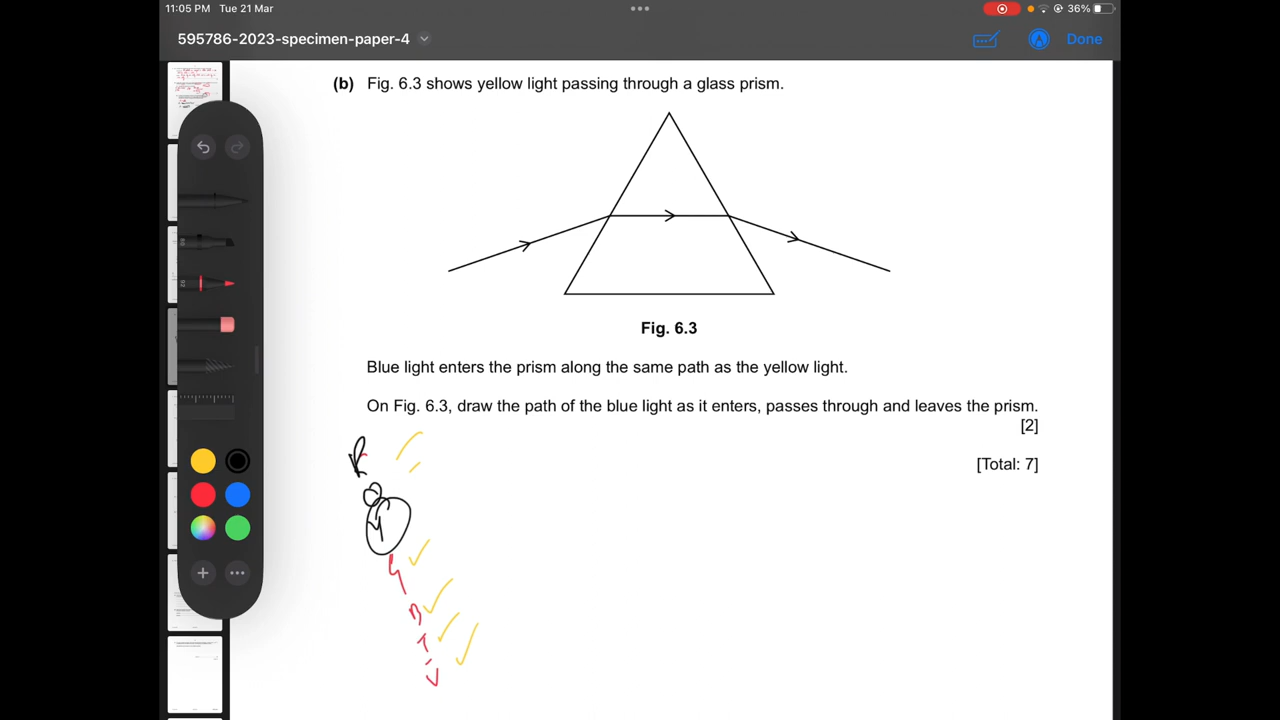 11:05 PM Tue 21 Mar
36%
595786-2023-specimen-paper-4
Done
(b) Fig. 6.3 shows yellow light passing through a glass prism.
Fig. 6.3
Blue light enters the prism along the same path as the yellow light.
On Fig. 6.3, draw the path of the blue light as it enters, passes through and leaves the prism.
[2]
[Total: 7]
R
O
Y
G
B
I
V